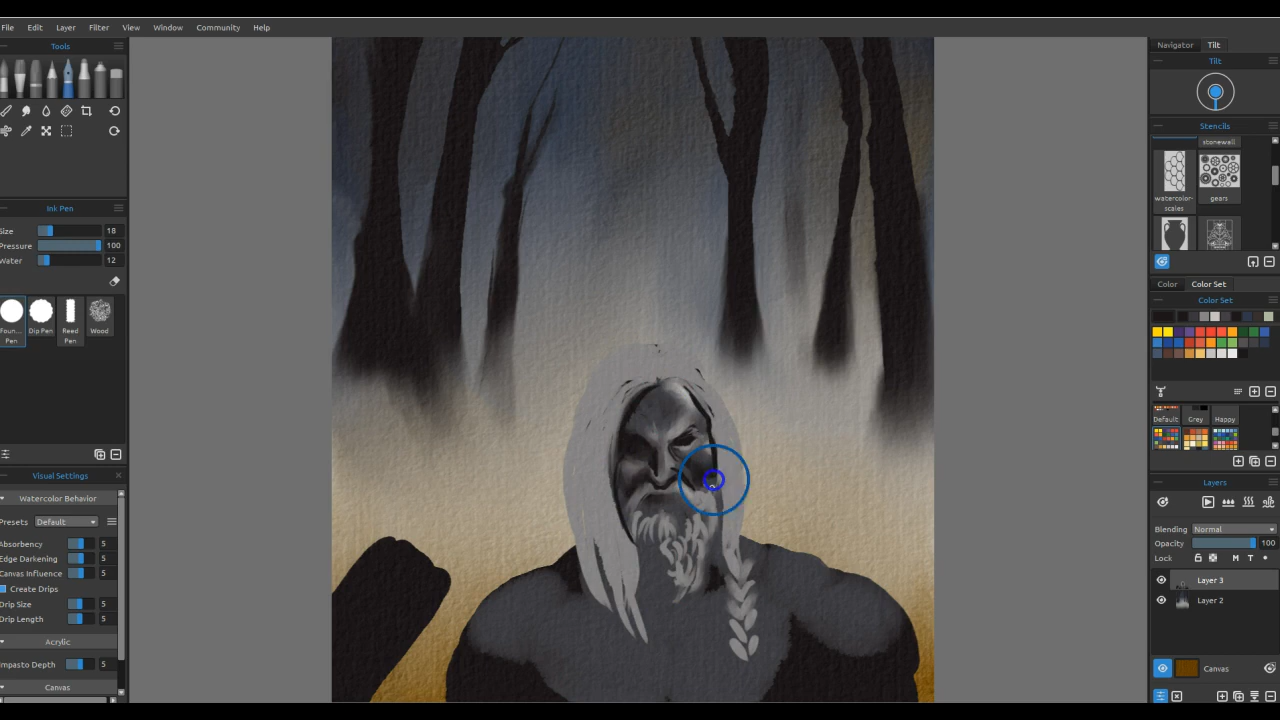 File Edit Layer Filter View Window Community Help
Tools
Ink Pen
Size 18
Pressure 100
Water 12
Foun... Pen Dip Pen Reed Pen Wood
Visual Settings
Watercolor Behavior
Presets Default
Absorbency 5
Edge Darkening 5
Canvas Influence 5
Create Drips
Drip Size 5
Drip Length 5
Acrylic
Impasto Depth 5
Canvas
Navigator Tilt
Tilt
Stencils
stonewall
watercolor-scales gears
Color Color Set
Color Set
Default Grey Happy
Layers
Blending Normal
Opacity 100
Lock M T
Layer 3
Layer 2
Canvas